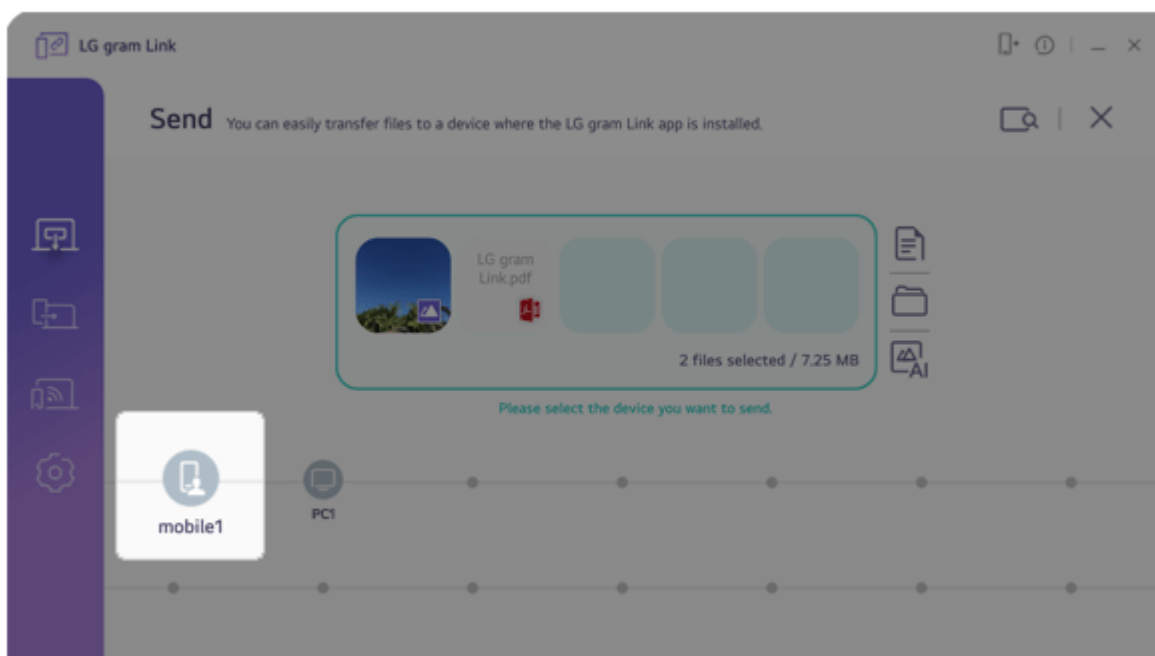 LG gram Link
Send You can easily transfer files to a device where the LG gram Link app is installed.
LG gram
Link.pdf
2 files selected / 7.25 MB
AI
Please select the device you want to send.
mobile1
PC1